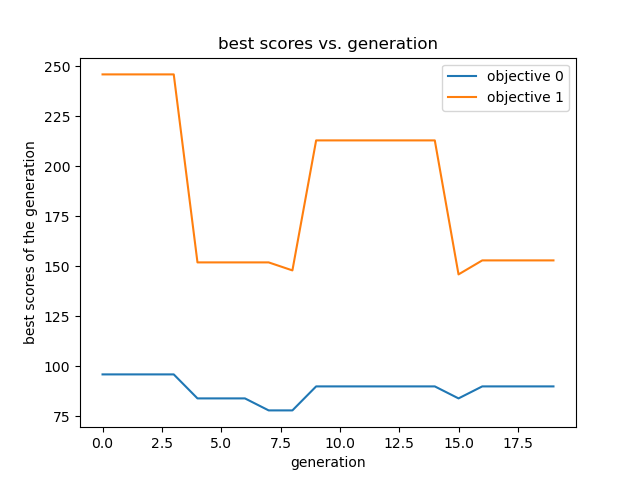 best scores vs. generation
objective 0
objective 1
best scores of the generation
250
225
200
175
150
125
100
75
0.0 2.5 5.0 7.5 10.0 12.5 15.0 17.5
generation